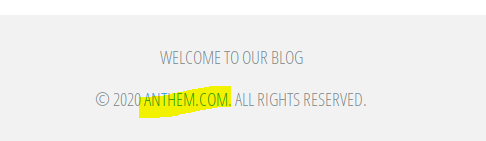 WELCOME TO OUR BLOG
© 2020 ANTHEM.COM. ALL RIGHTS RESERVED.